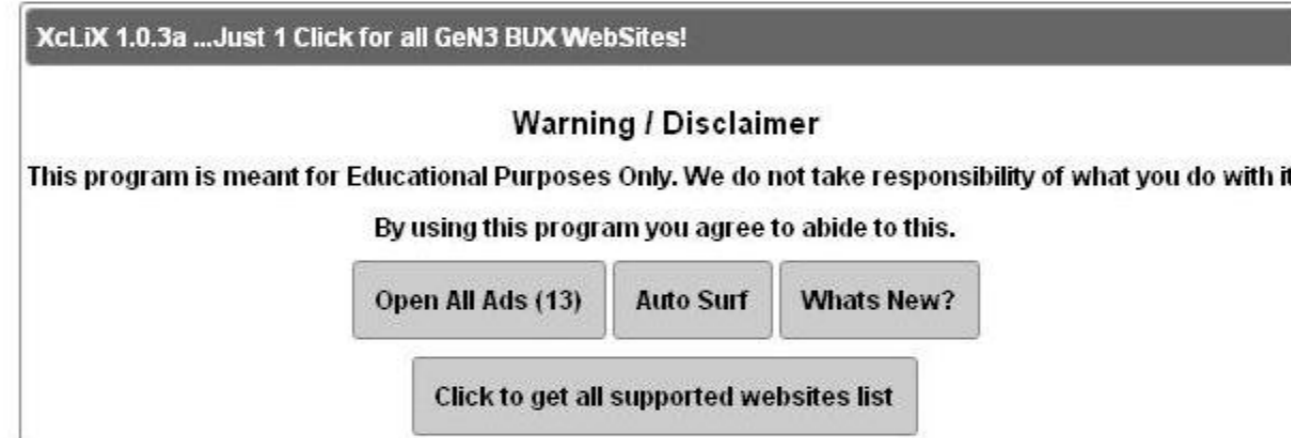 XcLiX 1.0.3a ...Just 1 Click for all GeN3 BUX WebSites!
Warning / Disclaimer
This program is meant for Educational Purposes Only. We do not take responsibility of what you do with it
By using this program you agree to abide to this.
Open All Ads (13) Auto Surf Whats New?
Click to get all supported websites list